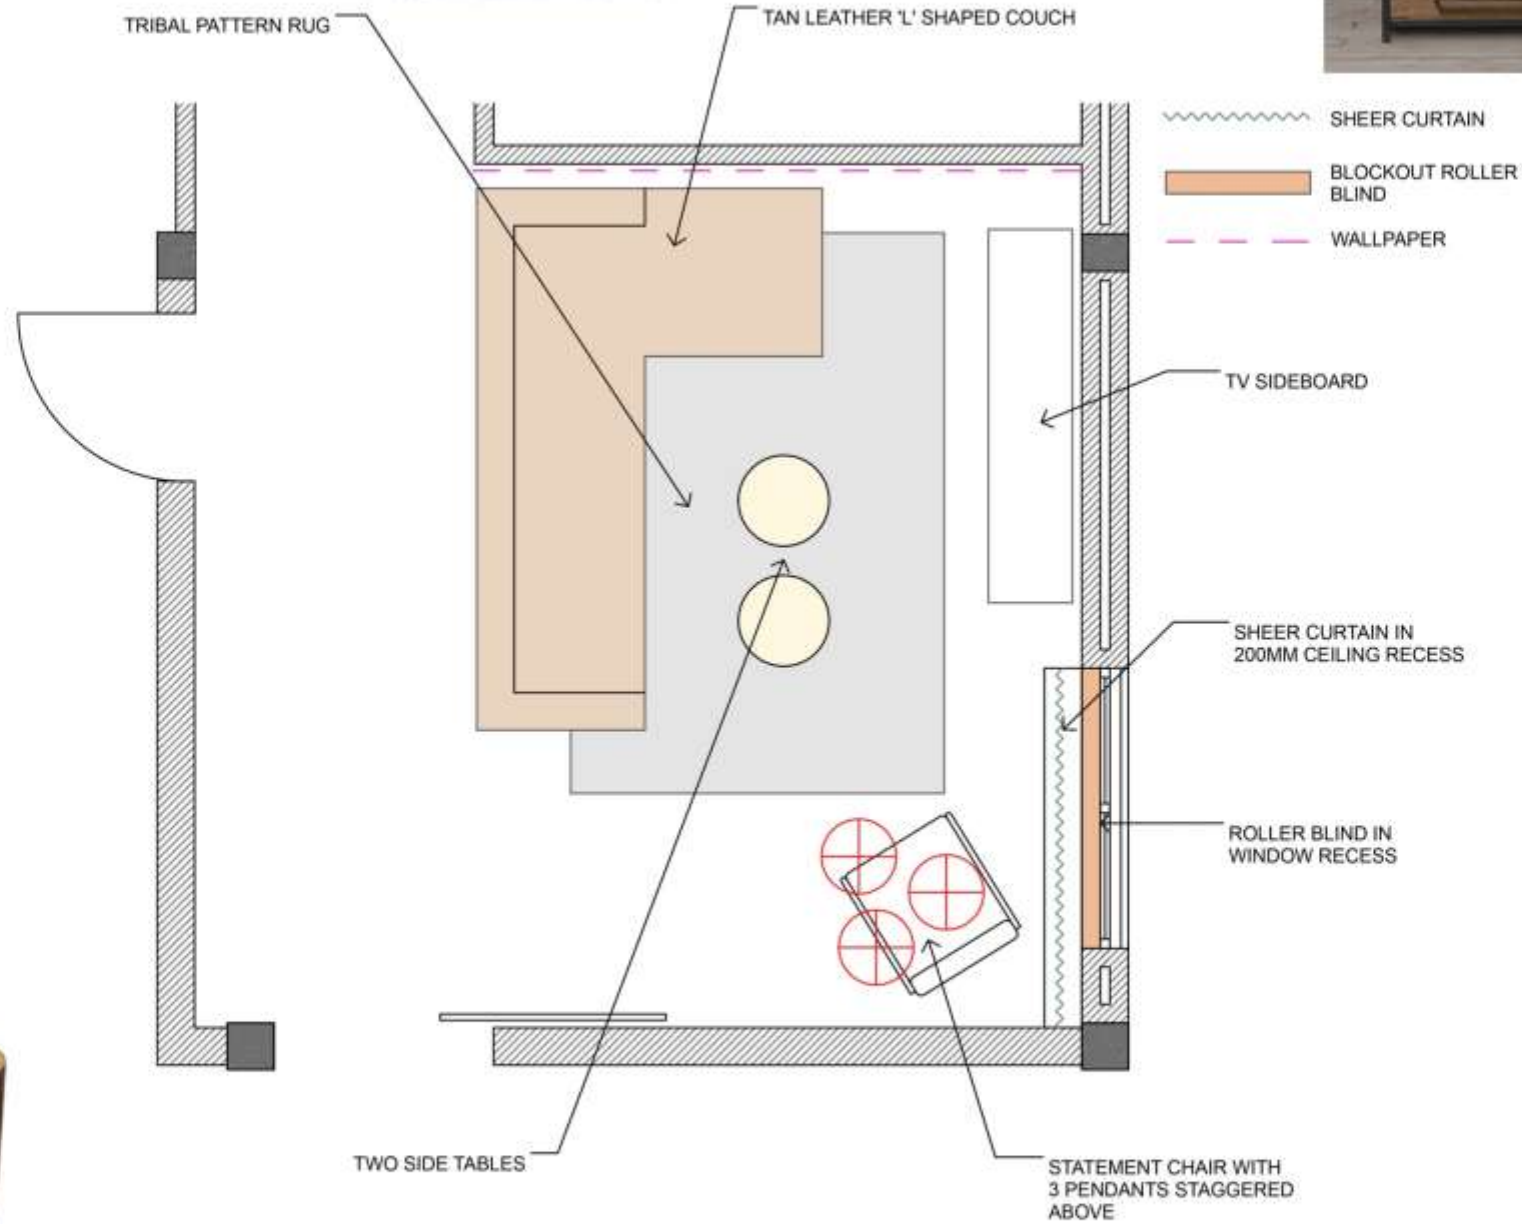 TRIBAL PATTERN RUG
TAN LEATHER 'L' SHAPED COUCH
SHEER CURTAIN
BLOCKOUT ROLLER
BLIND
WALLPAPER
TV SIDEBOARD
SHEER CURTAIN IN
200MM CEILING RECESS
ROLLER BLIND IN
WINDOW RECESS
TWO SIDE TABLES
STATEMENT CHAIR WITH
3 PENDANTS STAGGERED
ABOVE